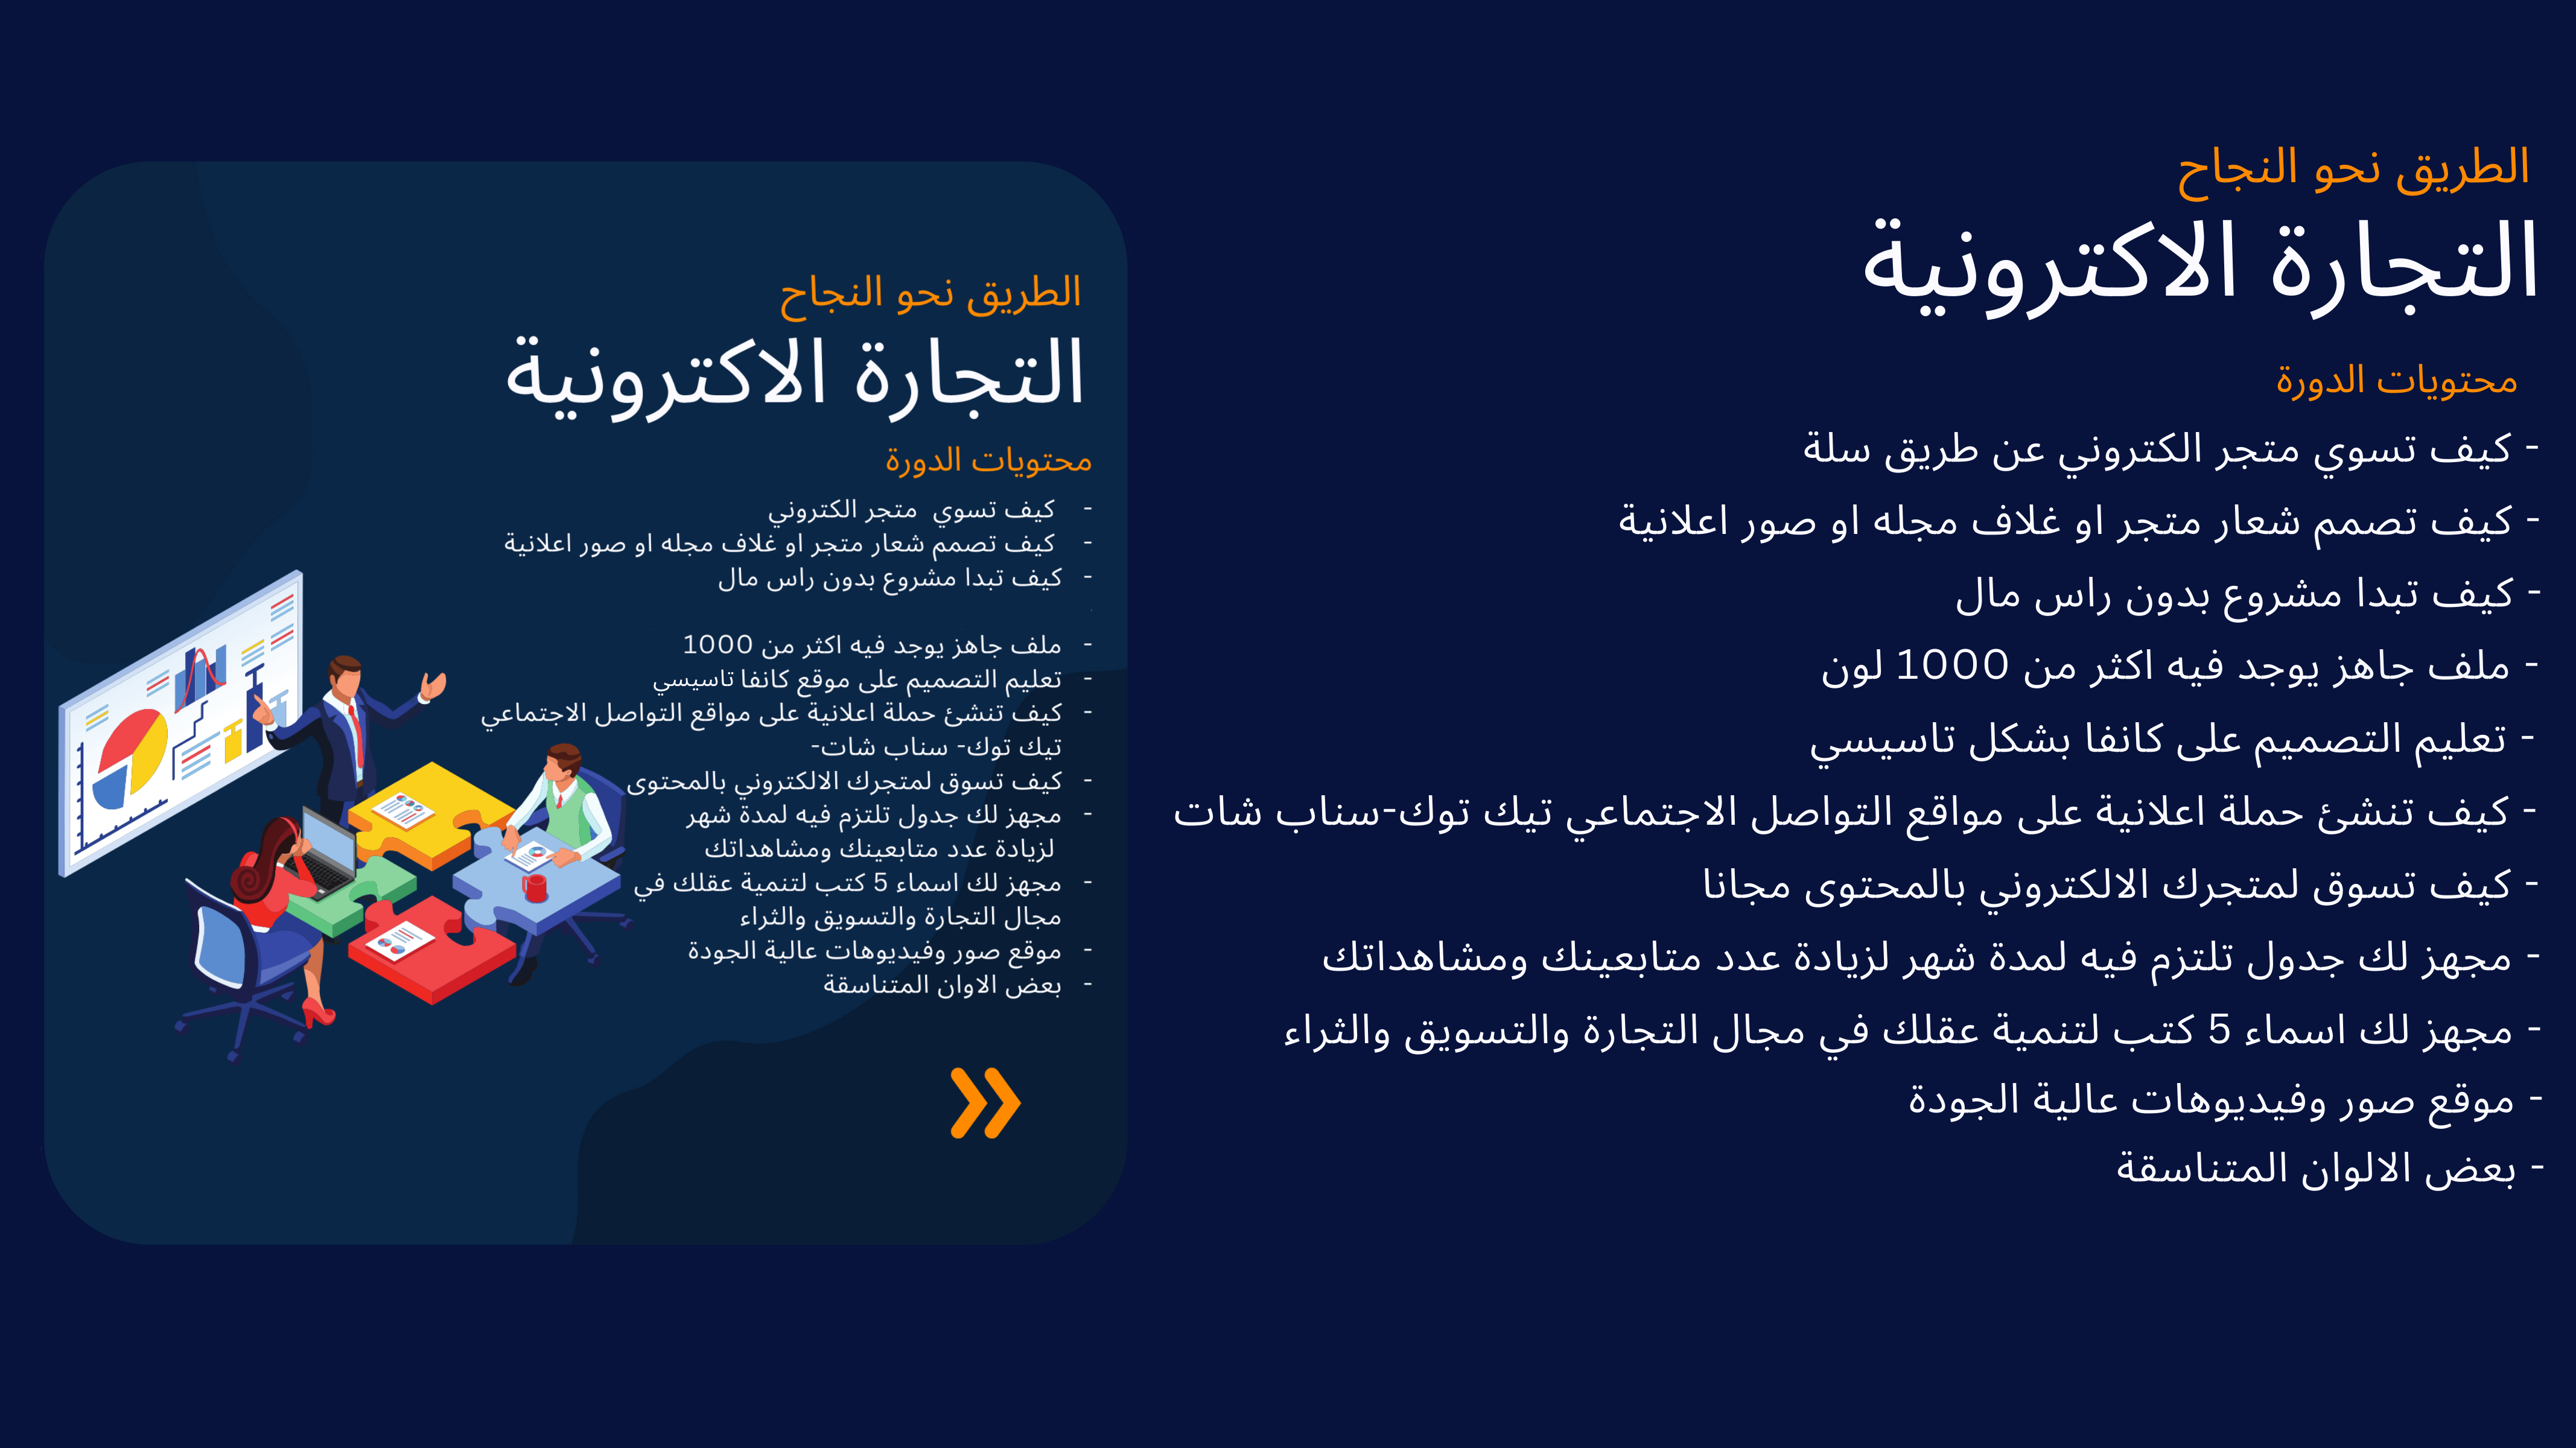 الطريق نحو النجاح
التجارة الاكترونية
محتويات الدورة
- كيف تسوي متجر الكتروني عن طريق سلة
- كيف تصمم شعار متجر او غلاف مجله او صور اعلانية
- كيف تبدا مشروع بدون راس مال
- ملف جاهز يوجد فيه اكثر من 1000 لون
- تعليم التصميم على كانفا بشكل تاسيسي
- كيف تنشئ حملة اعلانية على مواقع التواصل الاجتماعي تيك توك-سناب شات
- كيف تسوق لمتجرك الالكتروني بالمحتوى مجانا
- مجهز لك جدول تلتزم فيه لمدة شهر لزيادة عدد متابعينك ومشاهداتك
- مجهز لك اسماء 5 كتب لتنمية عقلك في مجال التجارة والتسويق والثراء
- موقع صور وفيديوهات عالية الجودة
- بعض الالوان المتناسقة
الطريق نحو النجاح
التجارة الاكترونية
محتويات الدورة
- كيف تسوي متجر الكتروني
- كيف تصمم شعار متجر او غلاف مجله او صور اعلانية
- كيف تبدا مشروع بدون راس مال
- ملف جاهز يوجد فيه اكثر من 1000
- تعليم التصميم على موقع كانفا تاسيسي
- كيف تنشئ حملة اعلانية على مواقع التواصل الاجتماعي
تيك توك- سناب شات-
- كيف تسوق لمتجرك الالكتروني بالمحتوى
- مجهز لك جدول تلتزم فيه لمدة شهر
لزيادة عدد متابعينك ومشاهداتك
- مجهز لك اسماء 5 كتب لتنمية عقلك في
مجال التجارة والتسويق والثراء
- موقع صور وفيديوهات عالية الجودة
- بعض الاوان المتناسقة